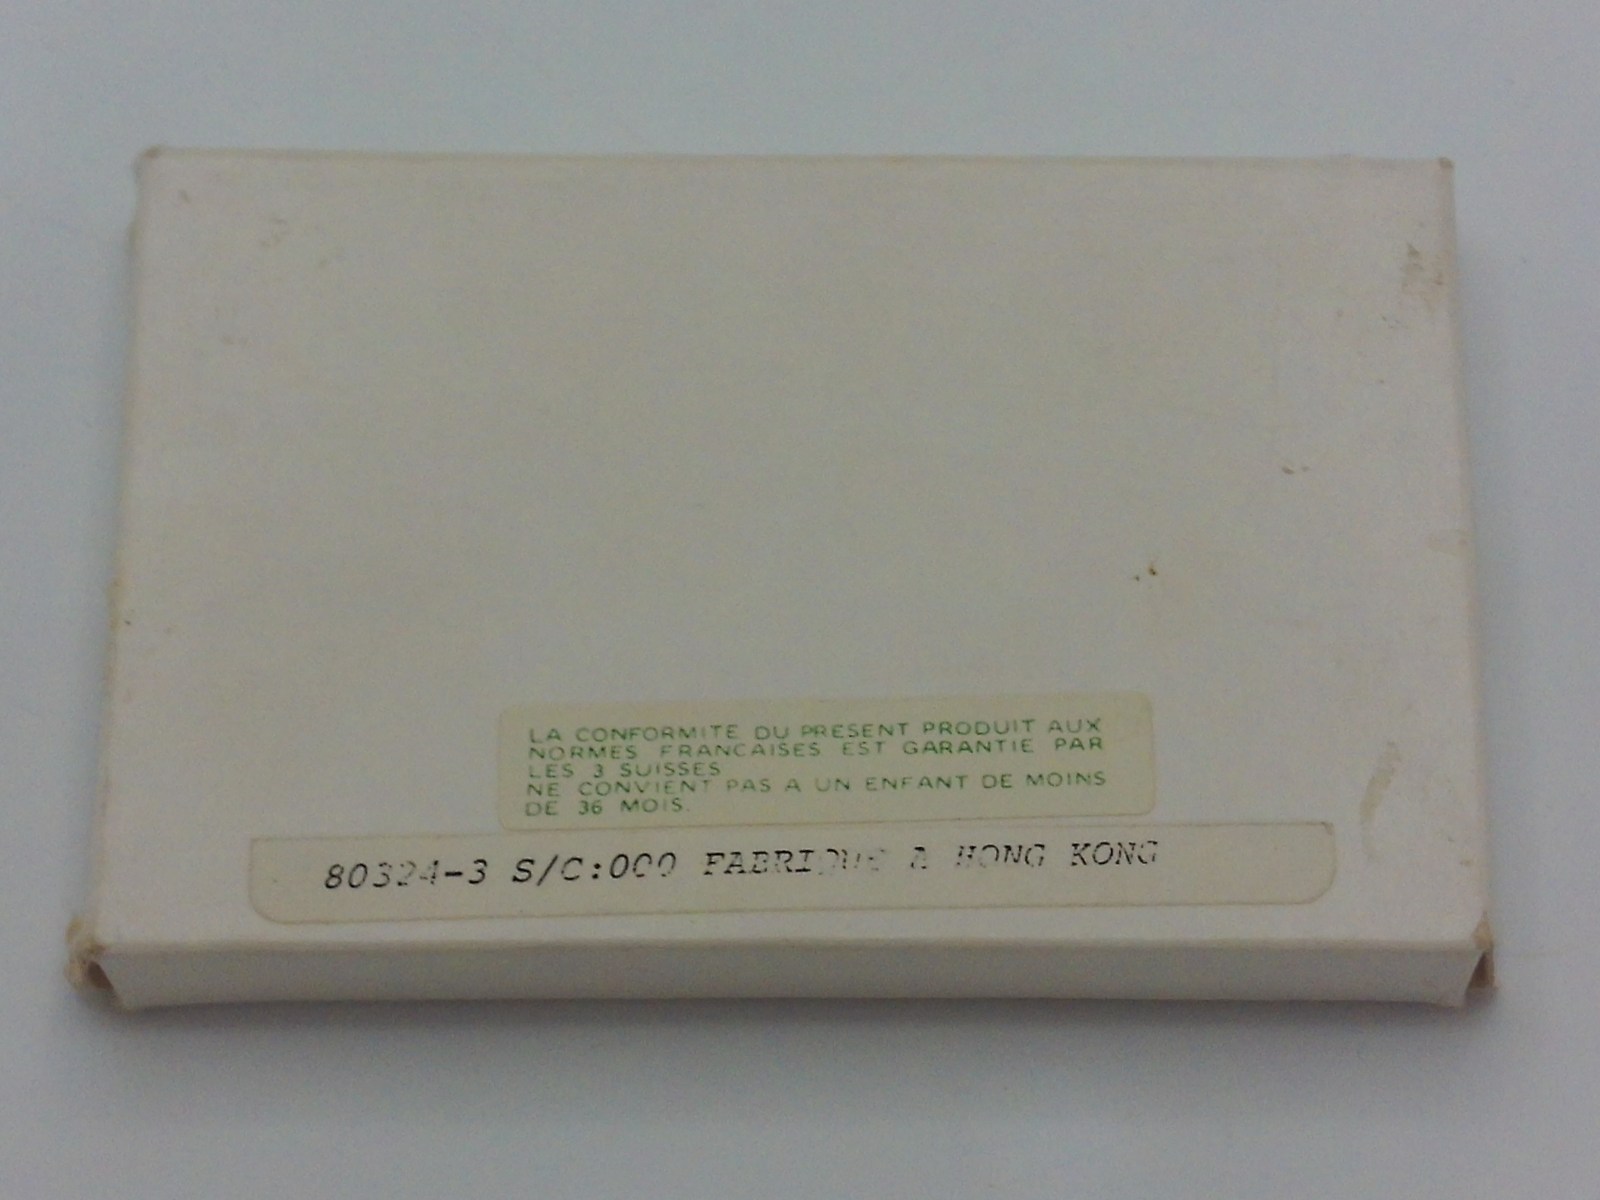 LA CONFORMITE DU PRESENT PRODUIT AUX
NORMES FRANCAISES EST GARANTIE PAR
LES 3 SUISSES
NE CONVIENT PAS A UN ENFANT DE MOINS
DE 36 MOIS.
80324-3 S/C:000 FABRIQUE A HONG KONG